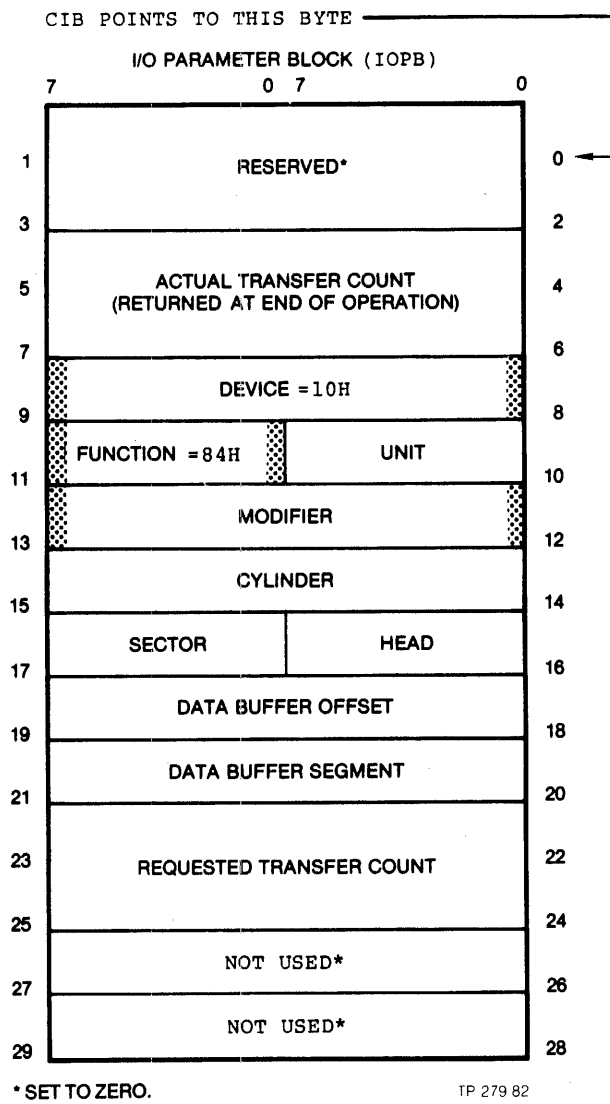 CIB POINTS TO THIS BYTE
I/O PARAMETER BLOCK (IOPB)
7 0 7 0
1 RESERVED* 0
3 2
5 ACTUAL TRANSFER COUNT 4
(RETURNED AT END OF OPERATION)
7 6
DEVICE =10H
9 8
FUNCTION =84H UNIT
11 10
MODIFIER
13 12
CYLINDER
15 14
SECTOR HEAD
17 16
DATA BUFFER OFFSET
19 18
DATA BUFFER SEGMENT
21 20
23 REQUESTED TRANSFER COUNT 22
25 24
NOT USED*
27 26
NOT USED*
29 28
* SET TO ZERO. TP 279 82